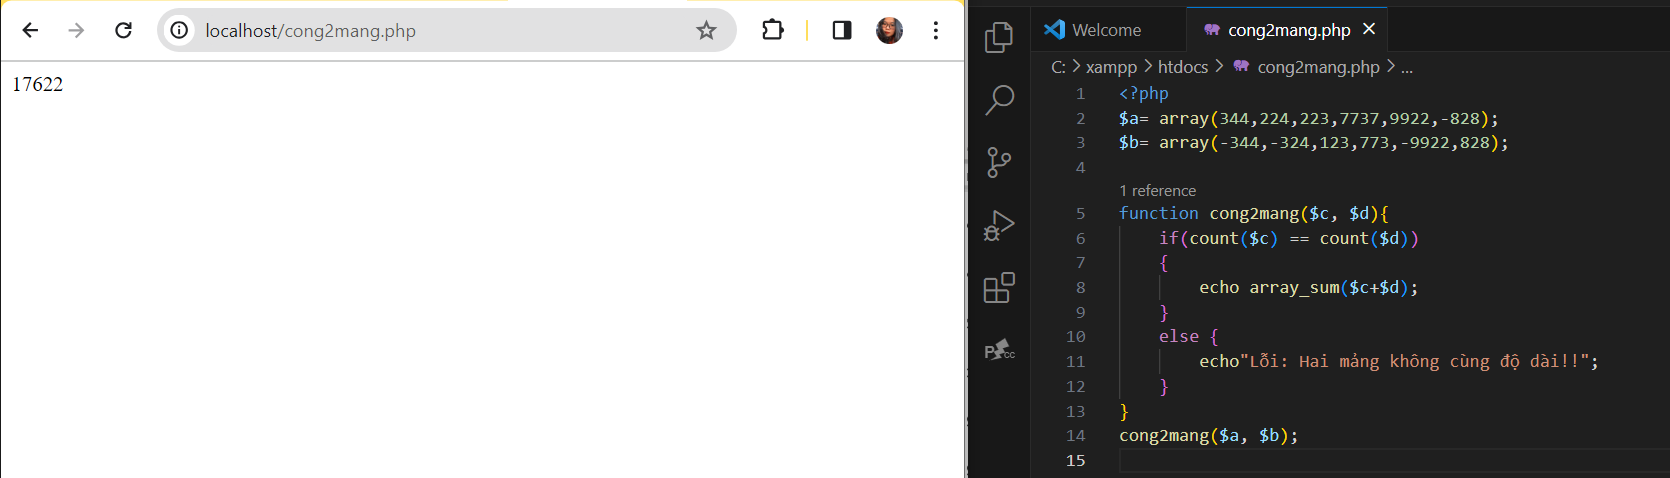 localhost/cong2mang.php
17622
Welcome
cong2mang.php
C: > xampp > htdocs > cong2mang.php > ...
1 <?php
2 $a= array(344,224,223,7737,9922,-828);
3 $b= array(-344,-324,123,773,-9922,828);
4
1 reference
5 function cong2mang($c, $d){
6 if(count($c) == count($d))
7 {
8 echo array_sum($c+$d);
9 }
10 else {
11 echo"Lỗi: Hai mảng không cùng độ dài!!";
12 }
13 }
14 cong2mang($a, $b);
15